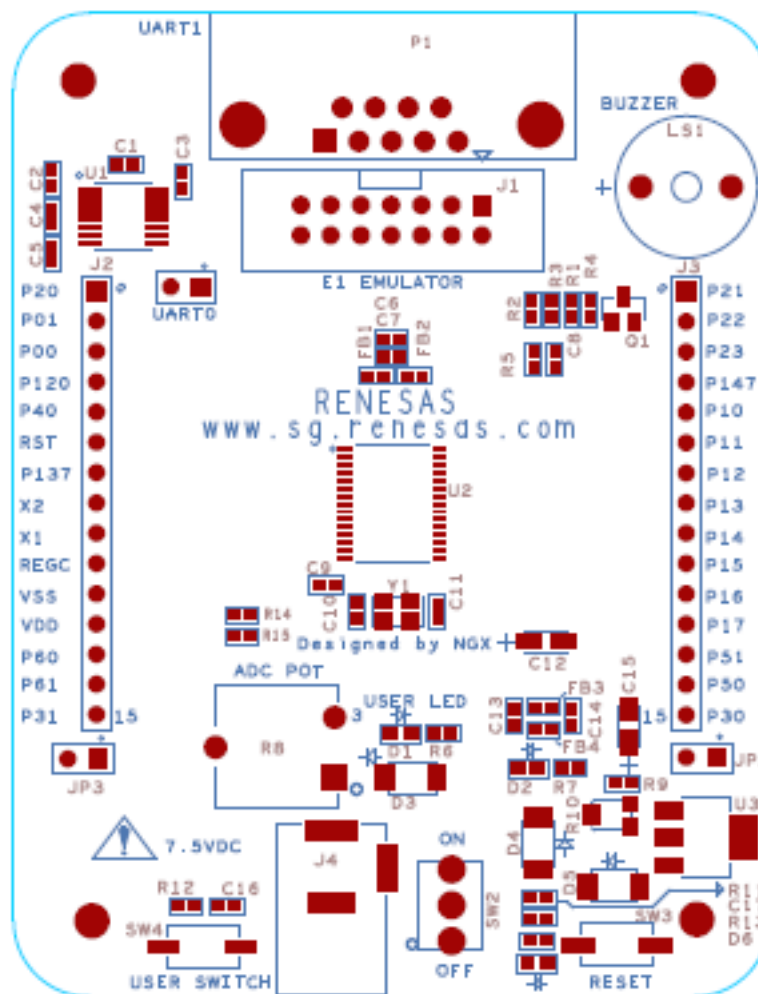 UART1
P1
BUZZER
LS1
C1
C3
C2
U1
C4
C5
J1
J2
E1 EMULATOR
J3
UART0
P20
P01
P00
P120
P40
RST
P137
X2
X1
REGC
VSS
VDD
P60
P61
P31
15
P21
P22
P23
P147
P10
P11
P12
P13
P14
P15
P16
P17
P51
P50
P30
15
R2
R3
R1
R4
Q1
R5
C8
C6
C7
FB1
FB2
RENESAS
www.sg.renesas.com
U2
C9
C10
Y1
C11
R14
R15
Designed by NGX
C12
ADC POT
USER LED
3
R8
D1
R6
D3
C13
FB3
C14
FB4
C15
D2
R7
R9
JP3
JP
7.5VDC
J4
ON
SW2
OFF
D4
R10
U3
D5
R12
C16
SW4
USER SWITCH
SW3
D6
RESET